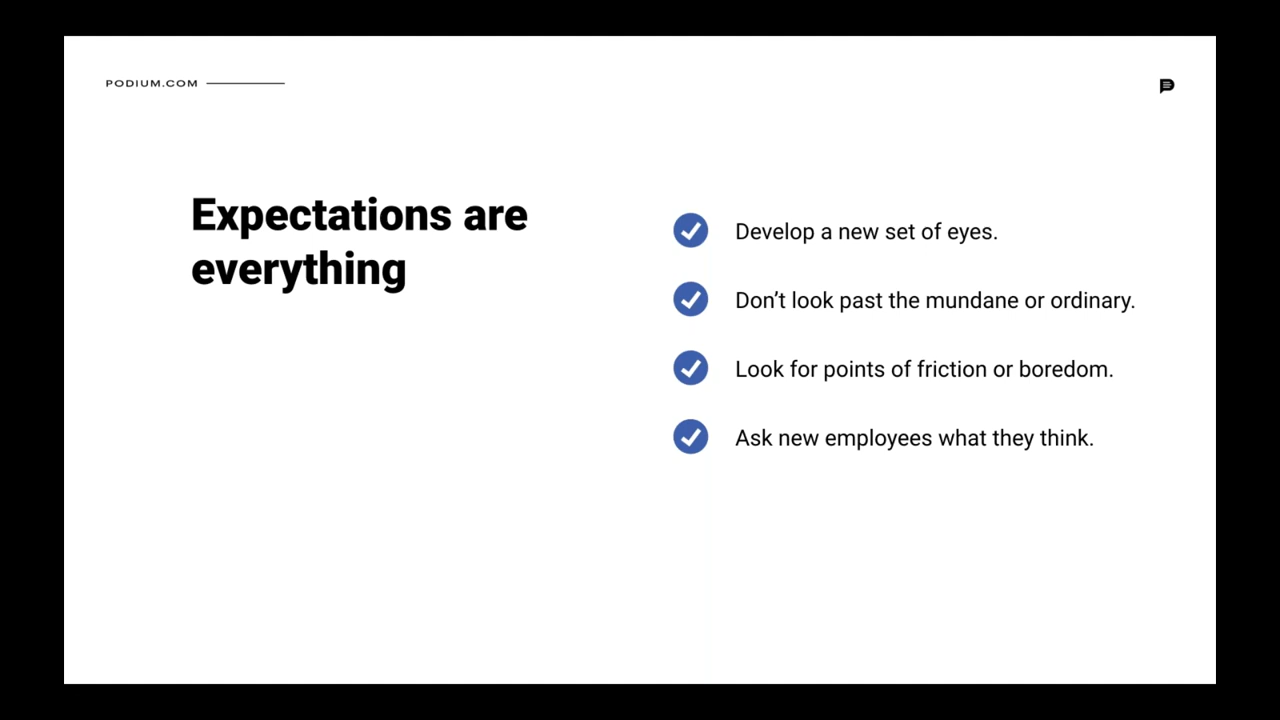 PODIUM.COM
Expectations are
everything
Develop a new set of eyes.
Don’t look past the mundane or ordinary.
Look for points of friction or boredom.
Ask new employees what they think.